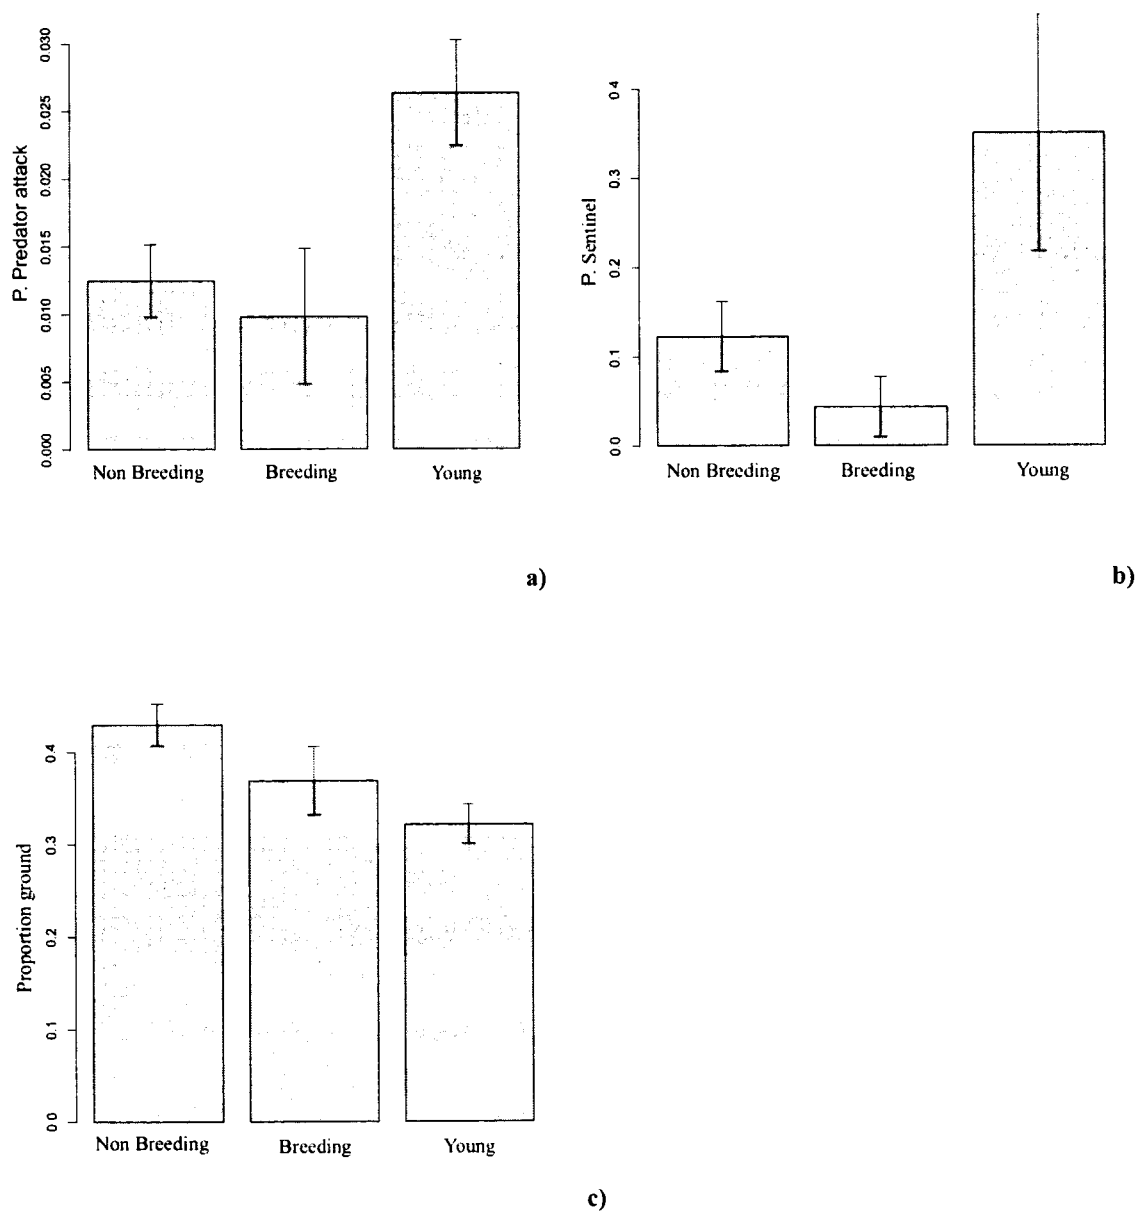 P. Predator attack
0.030
0.025
0.020
0.015
0.010
0.005
0.000
Non Breeding Breeding Young
a)
P. Sentinel
0.4
0.3
0.2
0.1
0.0
Non Breeding Breeding Young
b)
Proportion ground
0.4
0.3
0.2
0.1
0.0
Non Breeding Breeding Young
c)